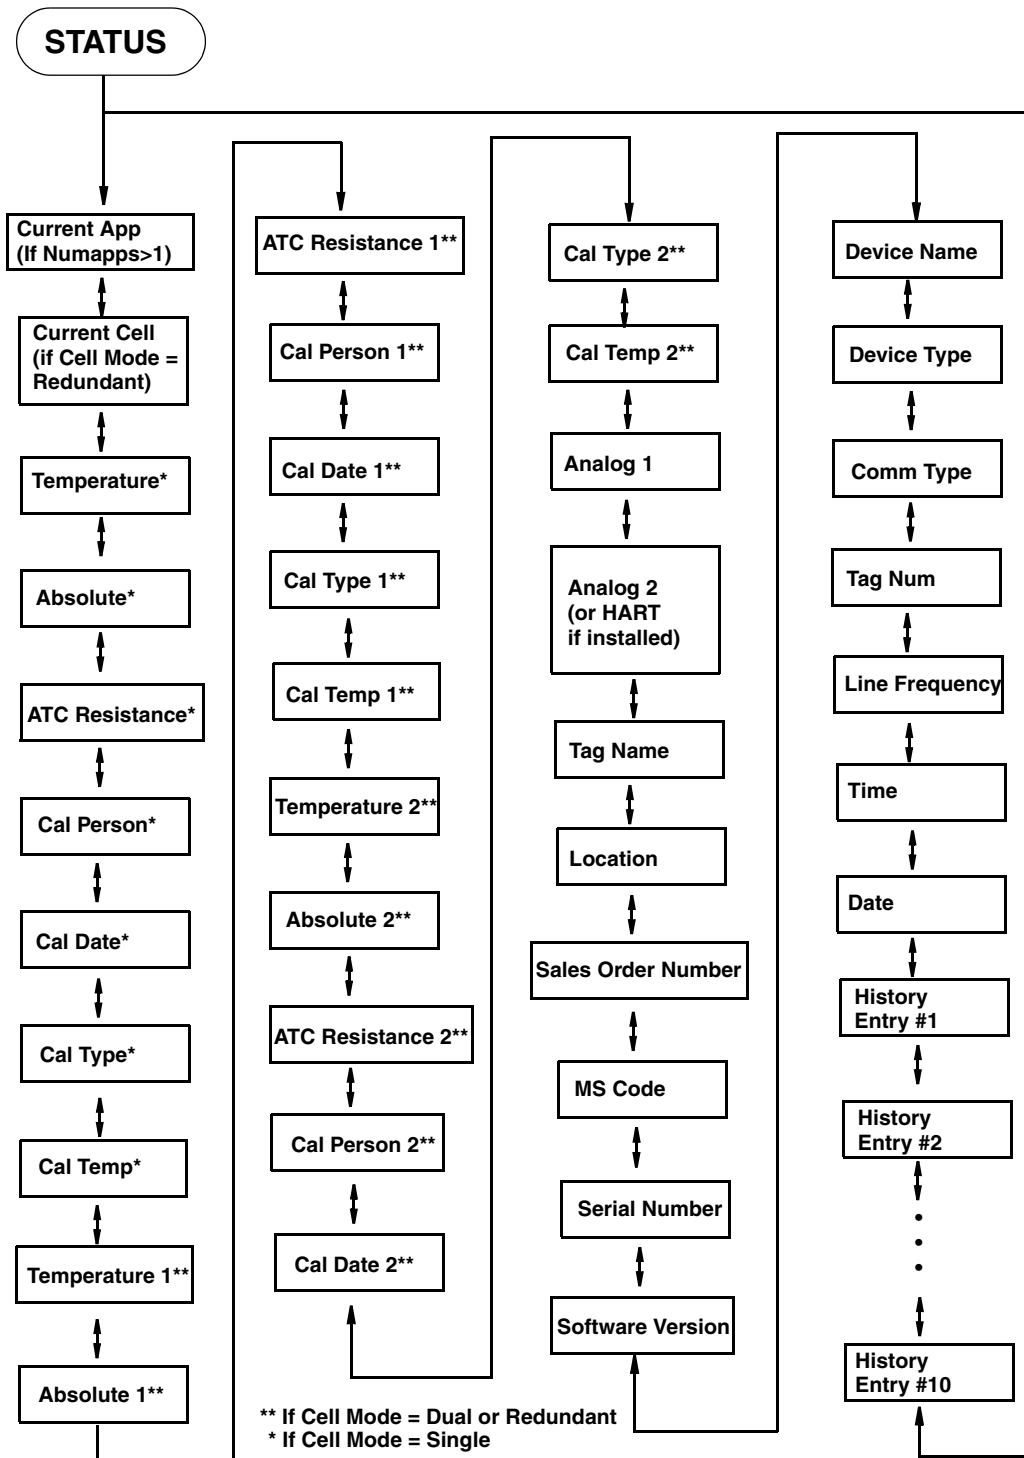 STATUS
Current App
(If Numapps>1)
Current Cell
(if Cell Mode =
Redundant)
Temperature*
Absolute*
ATC Resistance*
Cal Person*
Cal Date*
Cal Type*
Cal Temp*
Temperature 1**
Absolute 1**
ATC Resistance 1**
Cal Person 1**
Cal Date 1**
Cal Type 1**
Cal Temp 1**
Temperature 2**
Absolute 2**
ATC Resistance 2**
Cal Person 2**
Cal Date 2**
Cal Type 2**
Cal Temp 2**
Analog 1
Analog 2
(or HART
if installed)
Tag Name
Location
Sales Order Number
MS Code
Serial Number
Software Version
Device Name
Device Type
Comm Type
Tag Num
Line Frequency
Time
Date
History
Entry #1
History
Entry #2
History
Entry #10
** If Cell Mode = Dual or Redundant
* If Cell Mode = Single